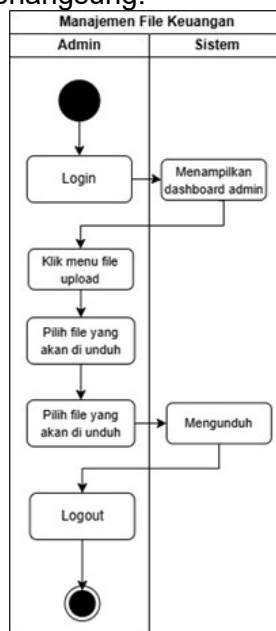 Manajemen File Keuangan
Admin
Sistem
Login
Menampilkan
dashboard admin
Klik menu file
upload
Pilih file yang
akan di unduh
Pilih file yang
akan di unduh
Mengunduh
Logout